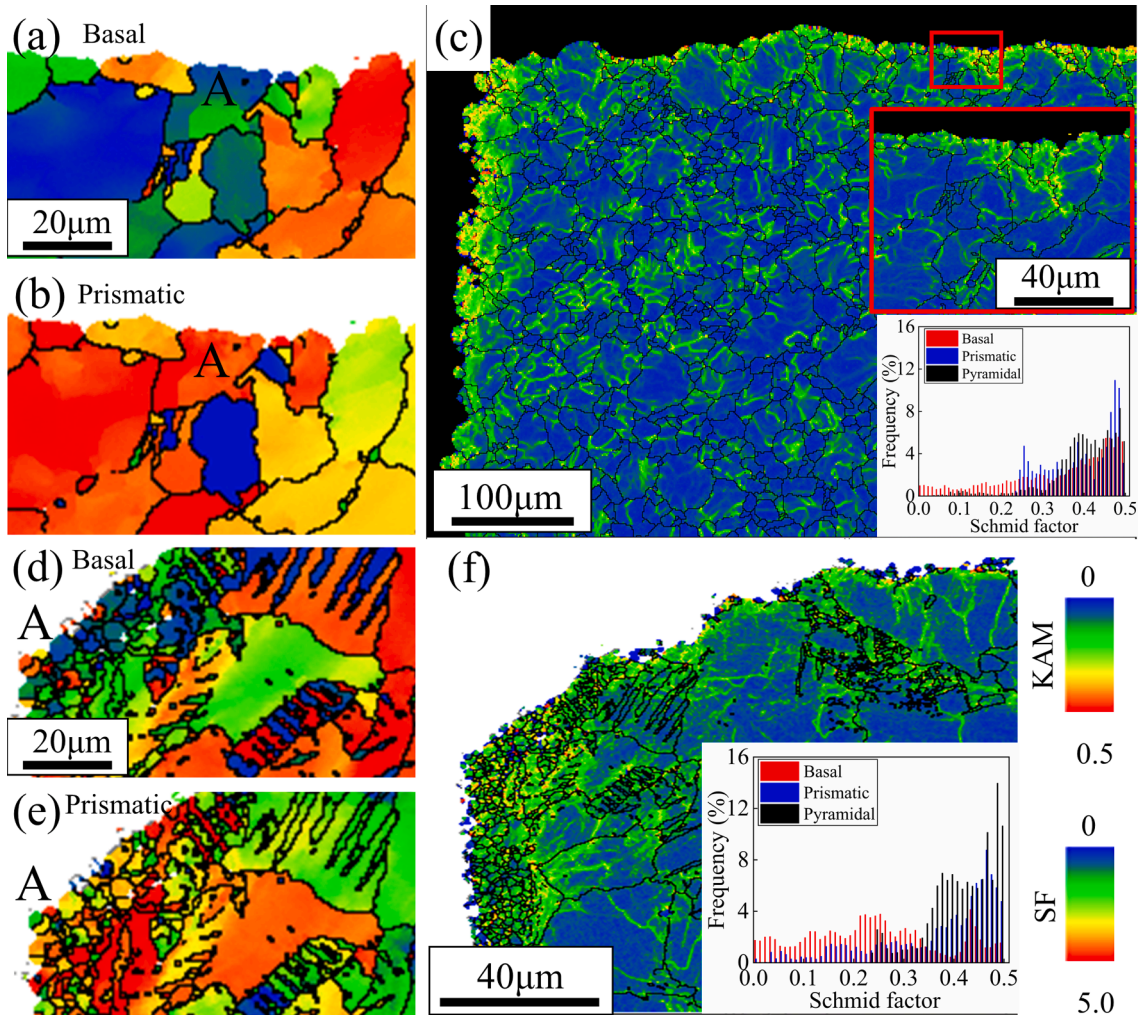 (a) Basal
A
20μm
(b) Prismatic
A
(c)
40μm
100μm
16
12
8
4
0
Frequency (%)
Basal
Prismatic
Pyramidal
0.0 0.1 0.2 0.3 0.4 0.5
Schmid factor
(d) Basal
A
20μm
(e) Prismatic
A
(f)
40μm
16
12
8
4
0
Frequency (%)
Basal
Prismatic
Pyramidal
0.0 0.1 0.2 0.3 0.4 0.5
Schmid factor
0
KAM
0.5
0
SF
5.0